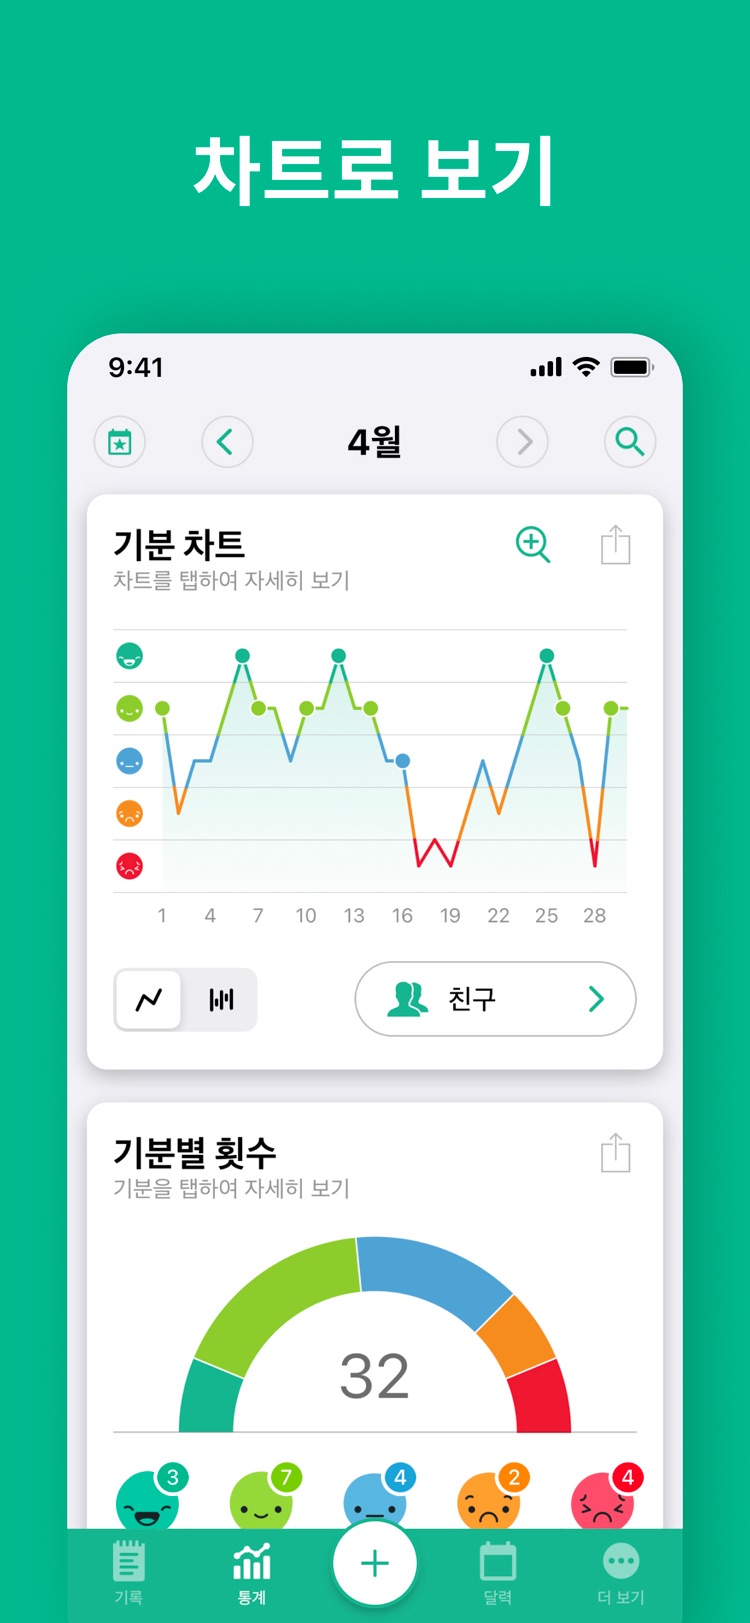 차트로 보기
9:41
4월
기분 차트
차트를 탭하여 자세히 보기
1 4 7 10 13 16 19 22 25 28
친구
기분별 횟수
기분을 탭하여 자세히 보기
32
3 7 4 2 4
기록 통계 달력 더 보기